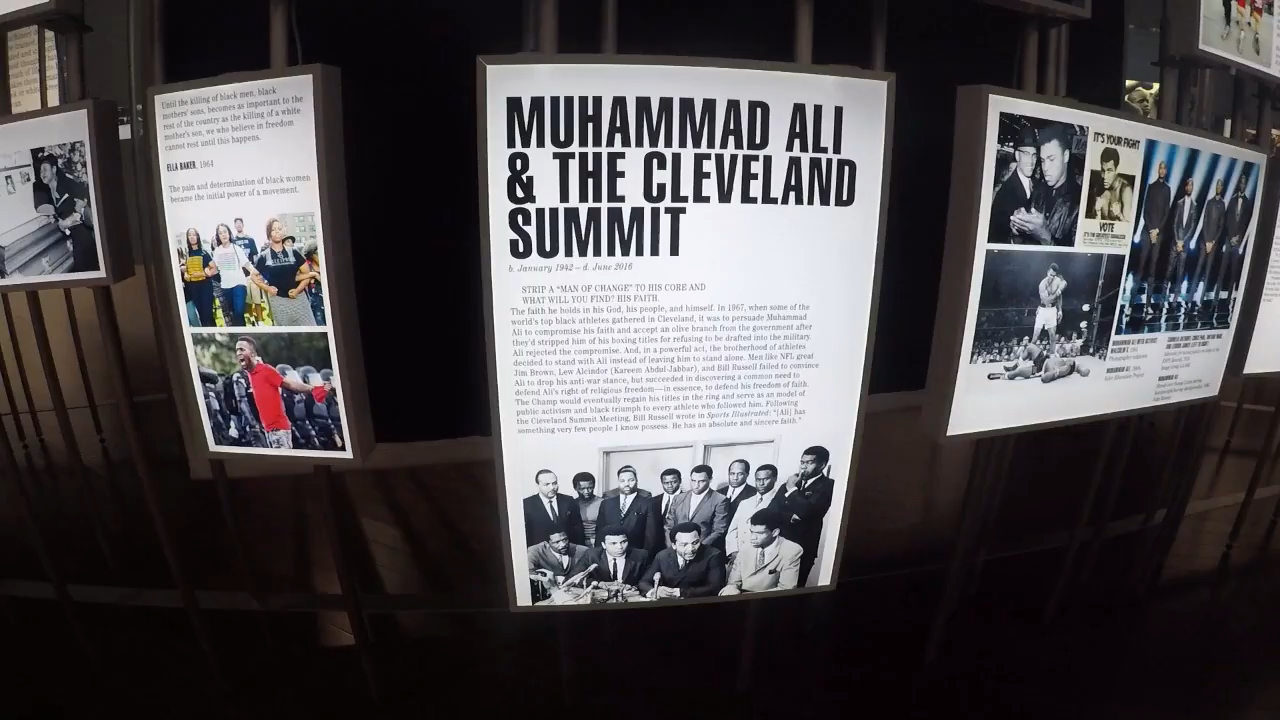 Until the killing of black men, black
mothers' sons, becomes as important to the
rest of the country as the killing of a white
mother's son, we who believe in freedom
cannot rest until this happens.
ELLA BAKER, 1964
The pain and determination of black women
became the initial power of a movement.
MUHAMMAD ALI
& THE CLEVELAND
SUMMIT
b. January 1942 – d. June 2016
STRIP A "MAN OF CHANGE" TO HIS CORE AND
WHAT WILL YOU FIND? HIS FAITH.
The faith he holds in his God, his people, and himself. In 1967, when some of the
world's top black athletes gathered in Cleveland, it was to persuade Muhammad
Ali to compromise his faith and accept an olive branch from the government after
they'd stripped him of his boxing titles for refusing to be drafted into the military.
Ali rejected the compromise. And, in a powerful act, the brotherhood of athletes
decided to stand with Ali instead of leaving him to stand alone. Men like NFL great
Jim Brown, Lew Alcindor (Kareem Abdul-Jabbar), and Bill Russell failed to convince
Ali to drop his anti-war stance, but succeeded in discovering a common need to
defend Ali's right of religious freedom—in essence, to defend his freedom of faith.
The Champ would eventually regain his titles in the ring and serve as an model of
public activism and black triumph to every athlete who followed him. Following
the Cleveland Summit Meeting, Bill Russell wrote in Sports Illustrated: "[Ali] has
something very few people I know possess. He has an absolute and sincere faith."
IT'S YOUR FIGHT
VOTE